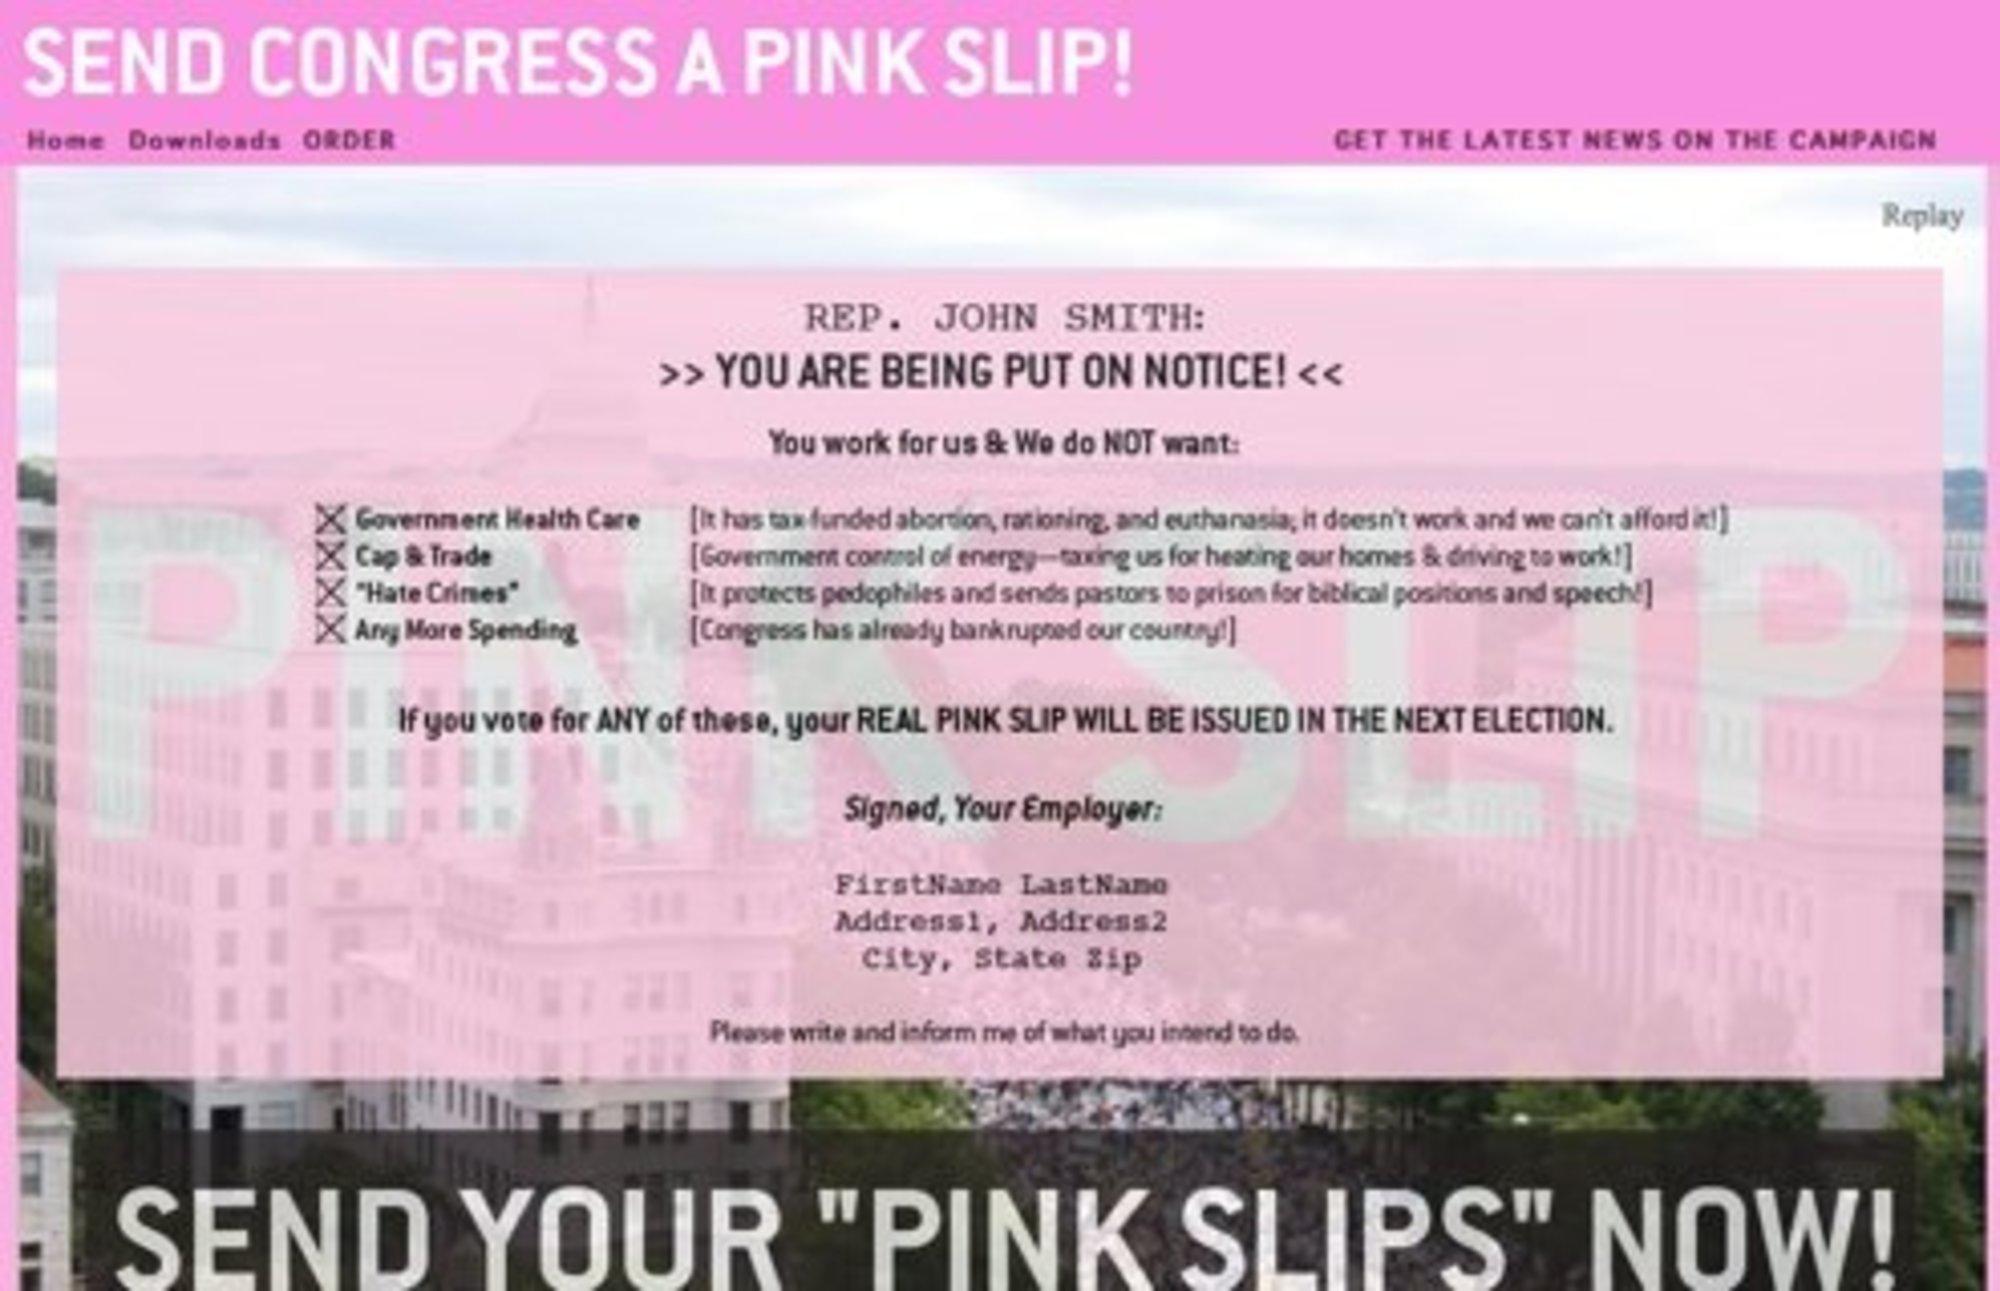 SEND CONGRESS A PINK SLIP!
Home Downloads ORDER
GET THE LATEST NEWS ON THE CAMPAIGN
Replay
PINK SLIP
REP. JOHN SMITH:
>> YOU ARE BEING PUT ON NOTICE! <<
You work for us & We do NOT want:
Government Health Care [It has tax-funded abortion, rationing, and euthanasia; it doesn't work and we can't afford it!]
Cap & Trade [Government control of energy—taxing us for heating our homes & driving to work!]
"Hate Crimes" [It protects pedophiles and sends pastors to prison for biblical positions and speech!]
Any More Spending [Congress has already bankrupted our country!]
If you vote for ANY of these, your REAL PINK SLIP WILL BE ISSUED IN THE NEXT ELECTION.
Signed, Your Employer:
FirstName LastName
Address1, Address2
City, State Zip
Please write and inform me of what you intend to do.
SEND YOUR "PINK SLIPS" NOW!